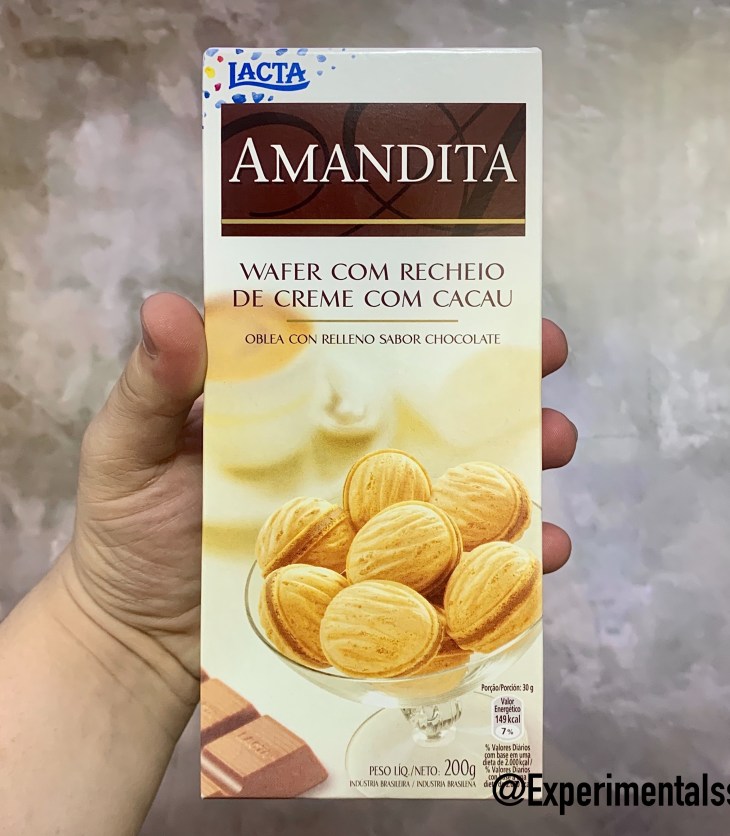 LACTA
AMANDITA
WAFER COM RECHEIO
DE CREME COM CACAU
OBLEA CON RELLENO SABOR CHOCOLATE
Porção/Porción: 30 g
Valor
Energético
149 kcal
7%
% Valores Diários
com base em uma
dieta de 2.000kcal/
% Valores Diarios
PESO LÍQ./NETO: 200g
INDÚSTRIA BRASILEIRA / INDUSTRIA BRASILEÑA
@Experimentalss